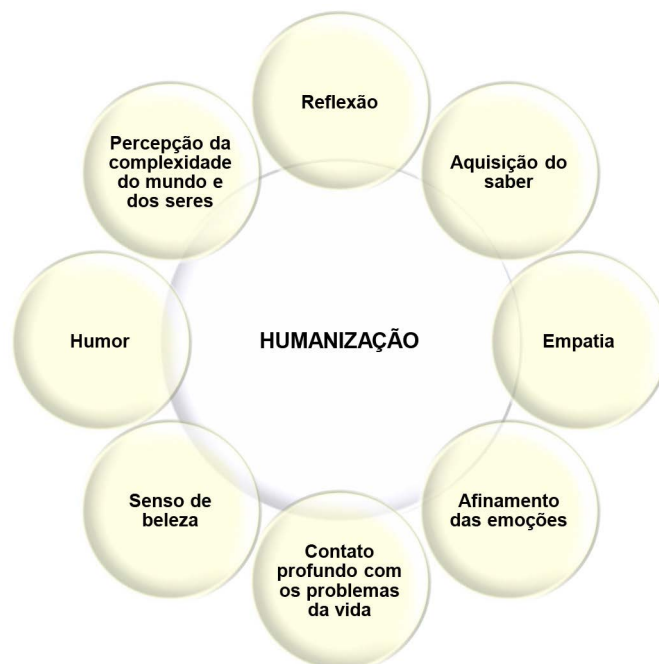 Reflexão
Aquisição do
saber
Empatia
Afinamento
das emoções
Contato
profundo com
os problemas
da vida
Senso de
beleza
Humor
Percepção da
complexidade
do mundo e
dos seres
HUMANIZAÇÃO